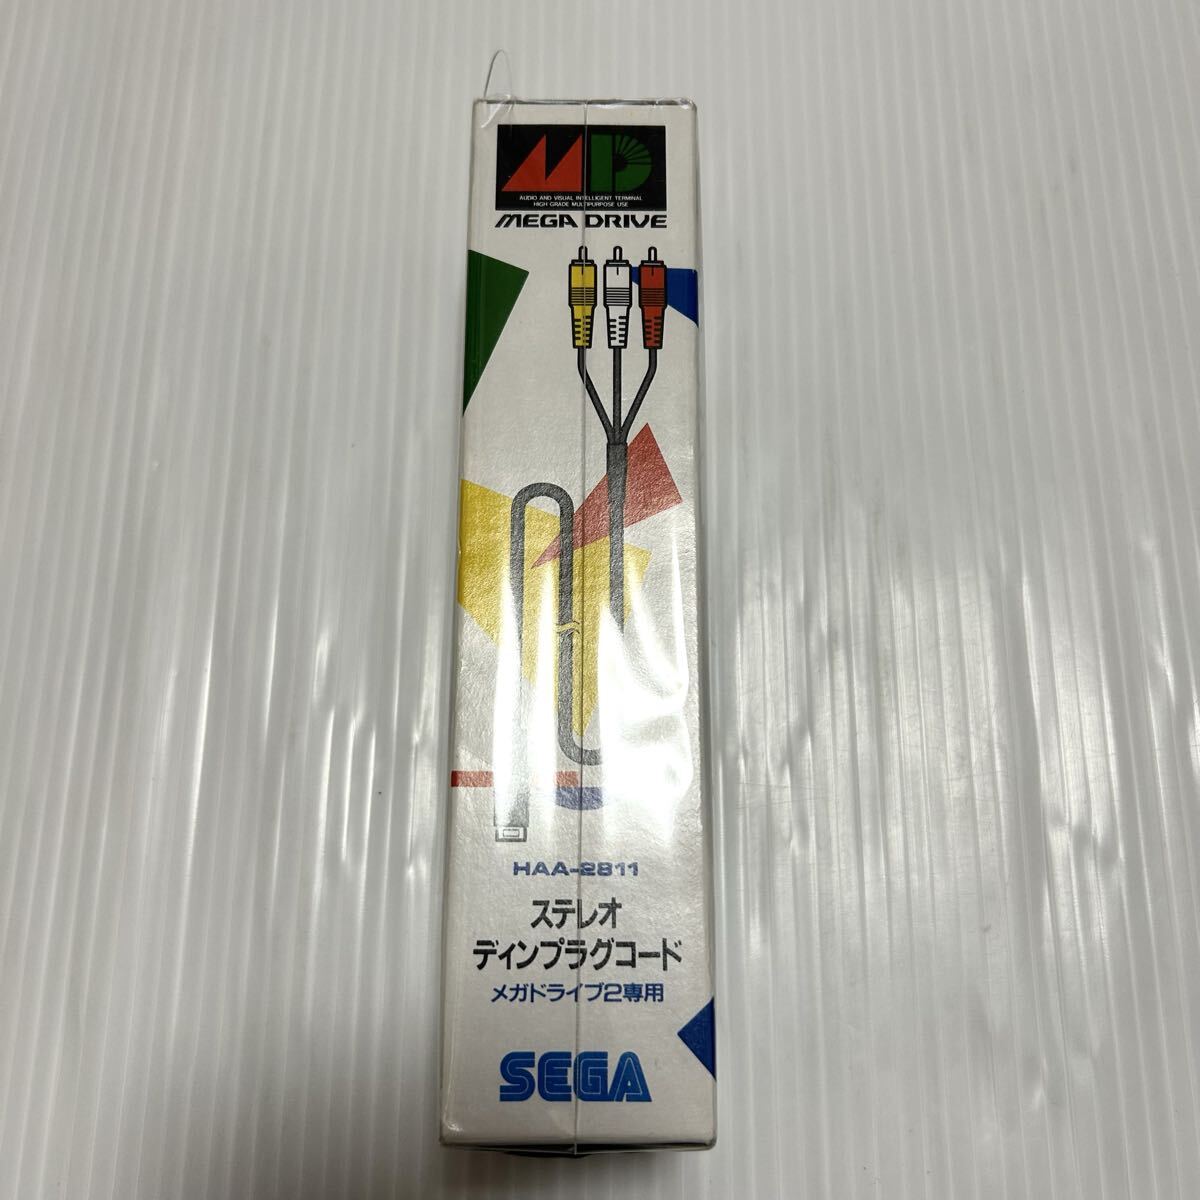 MD
AUDIO AND VISUAL INTELLIGENT TERMINAL
HIGH GRADE MULTIPURPOSE USE
MEGA DRIVE
HAA-2811
ステレオ
ディンプラグコード
メガドライブ2専用
SEGA